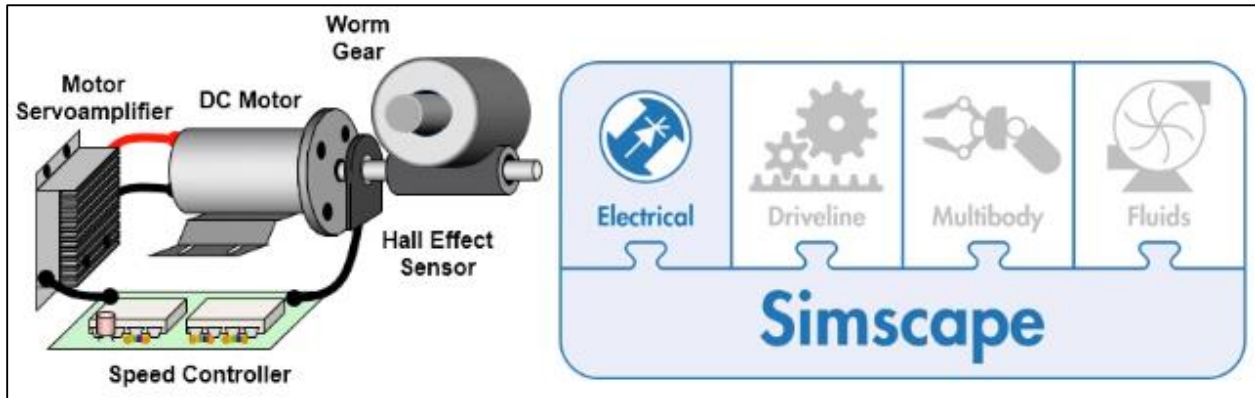 Worm
Gear
Motor
Servoamplifier
DC Motor
Hall Effect
Sensor
Speed Controller
Electrical
Driveline
Multibody
Fluids
Simscape